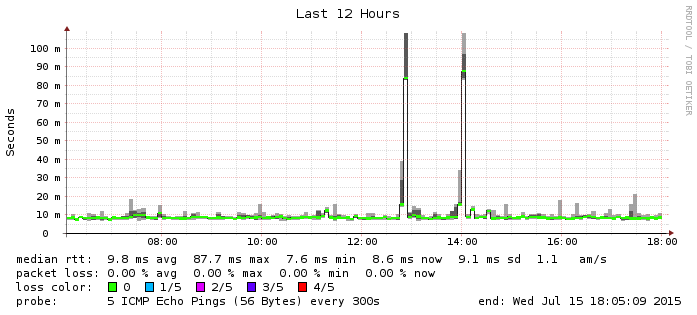 Last 12 Hours
RRDTOOL / TOBI OETIKER
Seconds
100 m
90 m
80 m
70 m
60 m
50 m
40 m
30 m
20 m
10 m
0
08:00 10:00 12:00 14:00 16:00 18:00
median rtt: 9.8 ms avg 87.7 ms max 7.6 ms min 8.6 ms now 9.1 ms sd 1.1 am/s
packet loss: 0.00 % avg 0.00 % max 0.00 % min 0.00 % now
loss color: 0 1/5 2/5 3/5 4/5
probe: 5 ICMP Echo Pings (56 Bytes) every 300s end: Wed Jul 15 18:05:09 2015